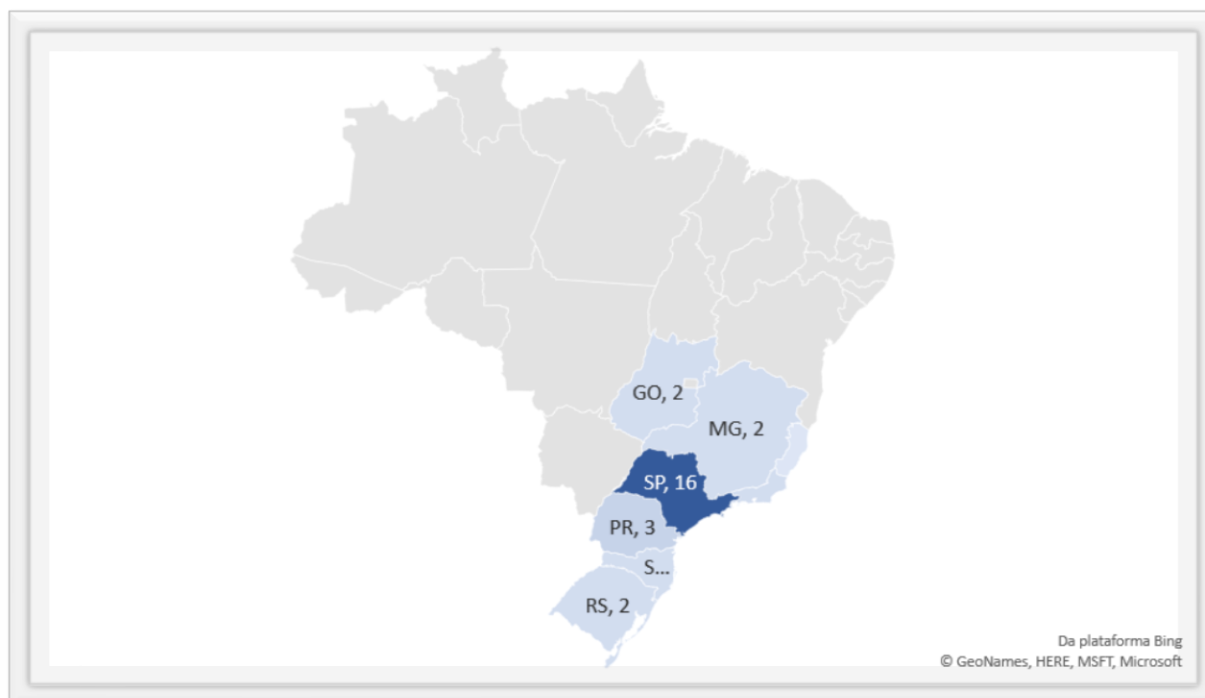 GO, 2
MG, 2
SP, 16
PR, 3
S...
RS, 2
Da plataforma Bing
© GeoNames, HERE, MSFT, Microsoft